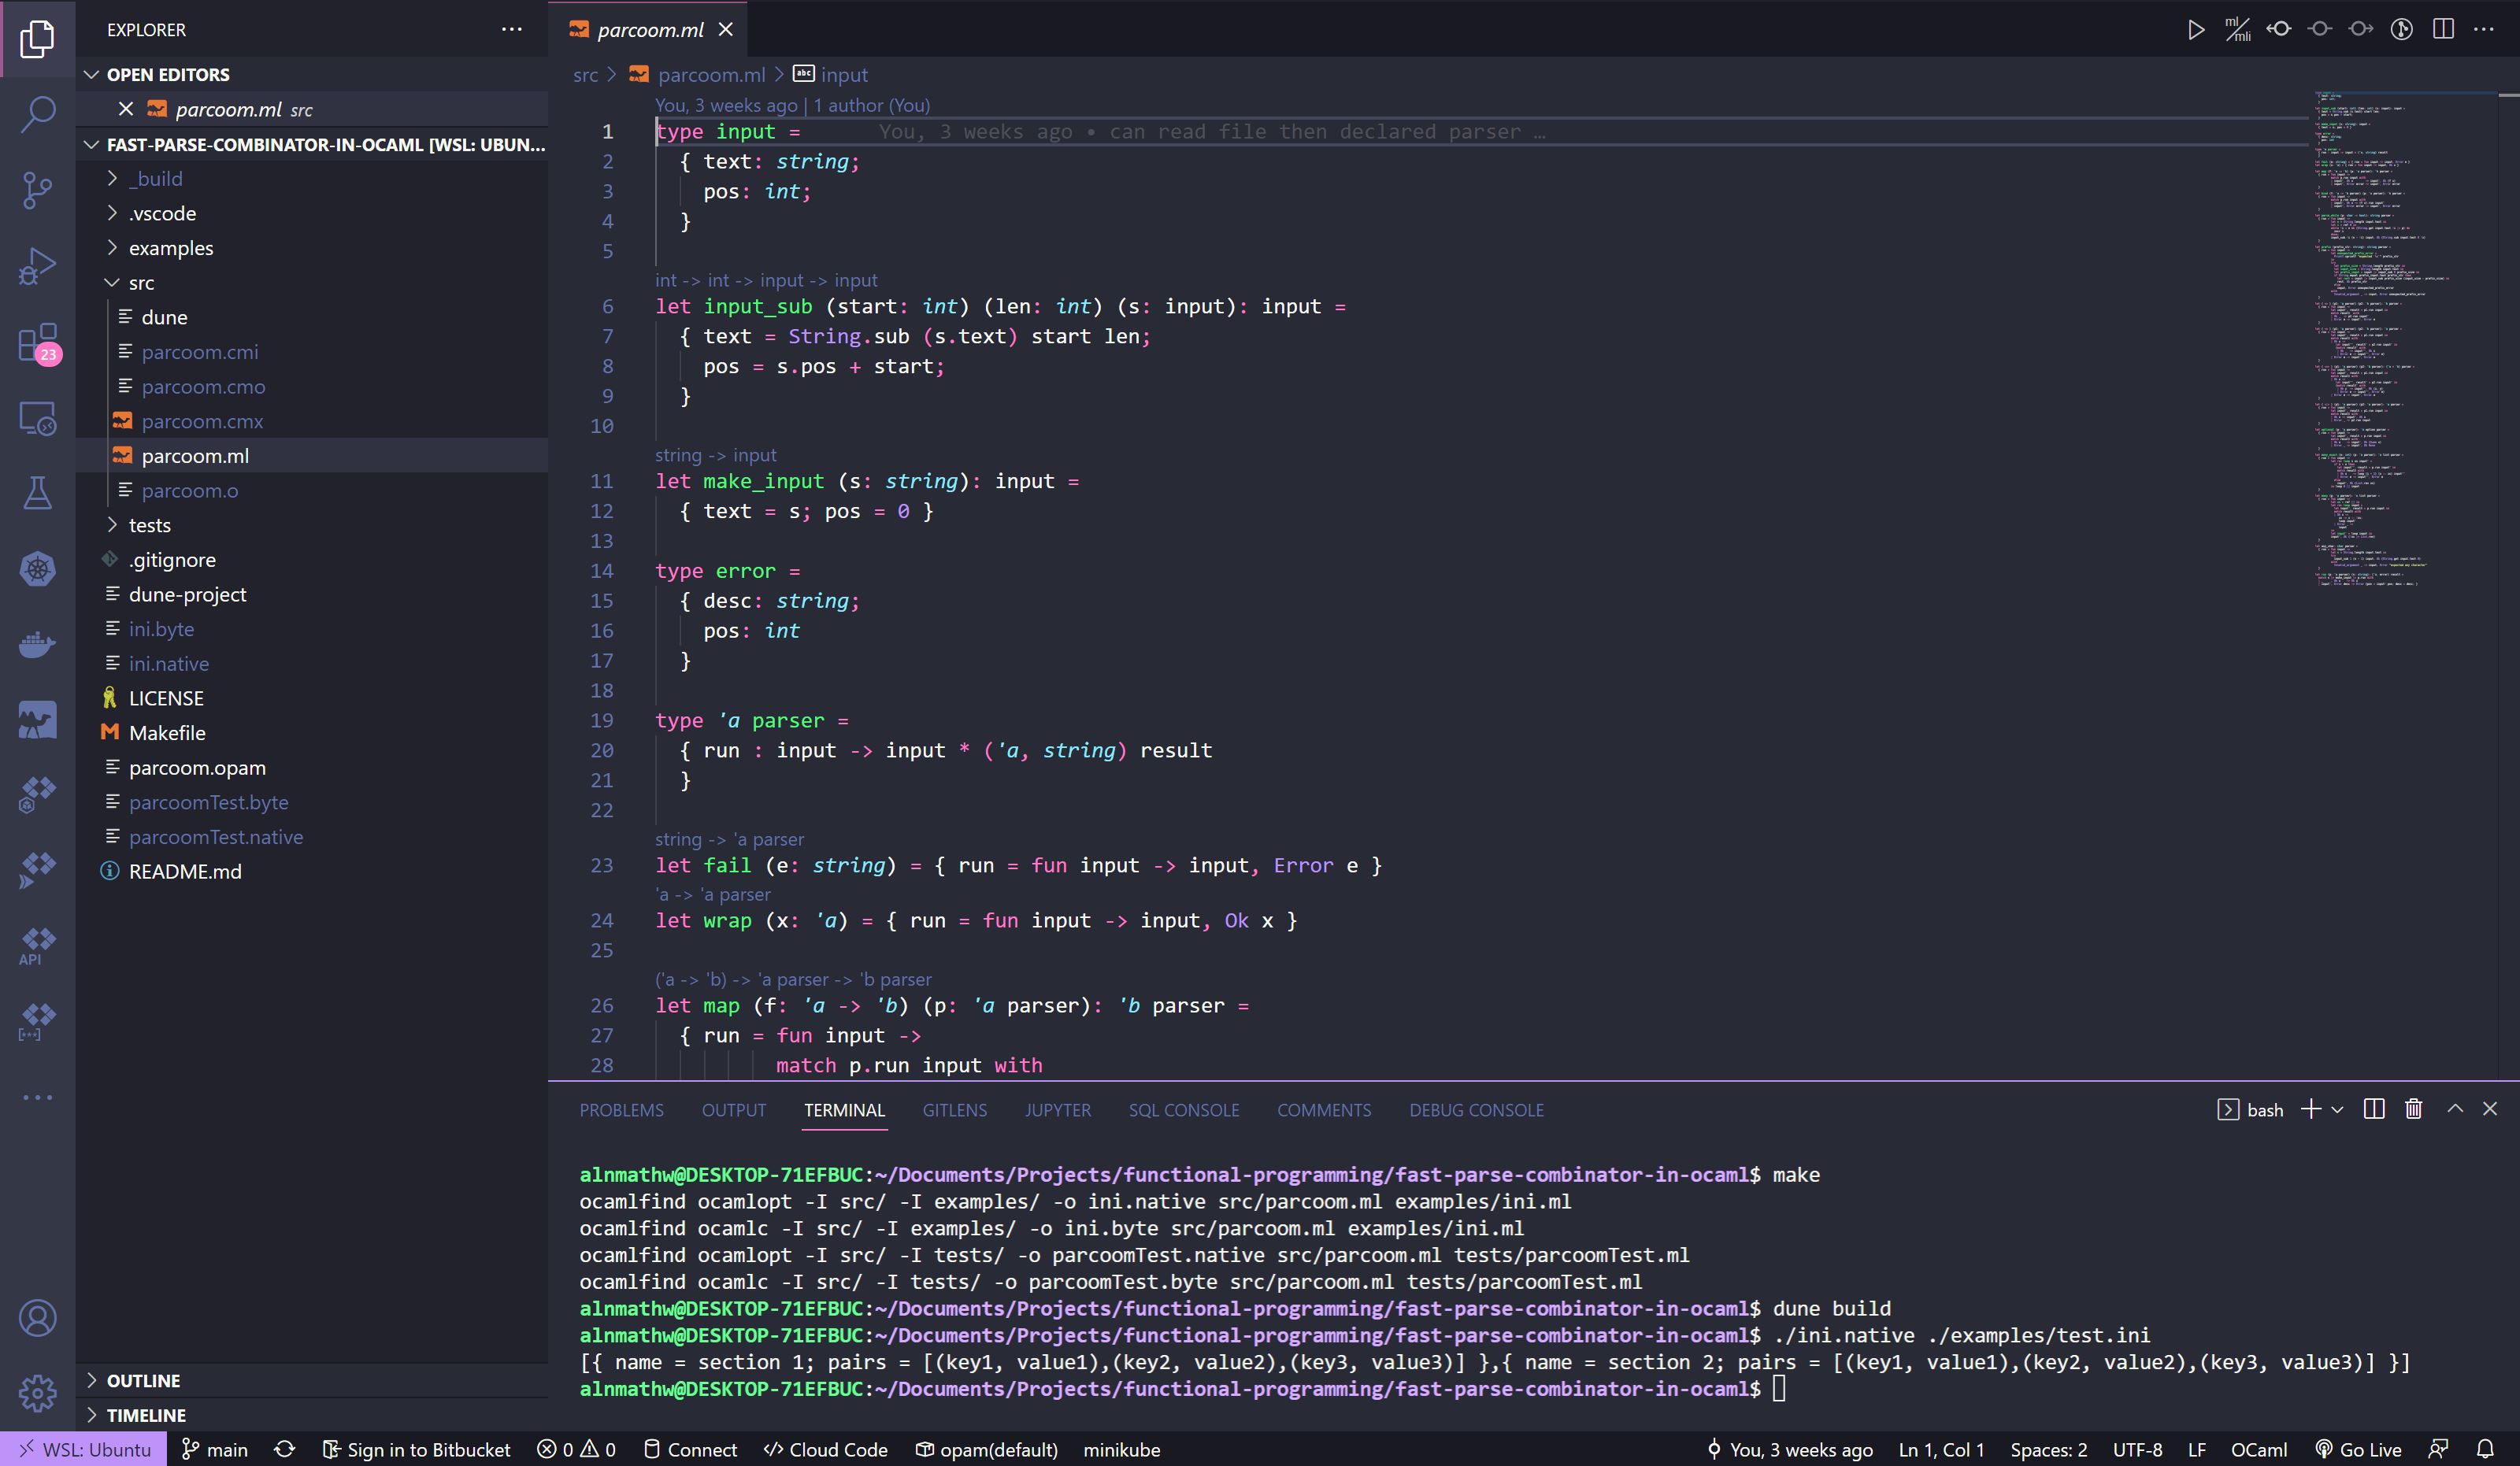 EXPLORER
OPEN EDITORS
parcoom.ml src
FAST-PARSE-COMBINATOR-IN-OCAML [WSL: UBUN...
_build
.vscode
examples
src
dune
parcoom.cmi
parcoom.cmo
parcoom.cmx
parcoom.ml
parcoom.o
tests
.gitignore
dune-project
ini.byte
ini.native
LICENSE
Makefile
parcoom.opam
parcoomTest.byte
parcoomTest.native
README.md
OUTLINE
TIMELINE
23
API
parcoom.ml
ml/mli
src > parcoom.ml > abc input
You, 3 weeks ago | 1 author (You)
1 type input = You, 3 weeks ago • can read file then declared parser …
2 { text: string;
3 pos: int;
4 }
5
int -> int -> input -> input
6 let input_sub (start: int) (len: int) (s: input): input =
7 { text = String.sub (s.text) start len;
8 pos = s.pos + start;
9 }
10
string -> input
11 let make_input (s: string): input =
12 { text = s; pos = 0 }
13
14 type error =
15 { desc: string;
16 pos: int
17 }
18
19 type 'a parser =
20 { run : input -> input * ('a, string) result
21 }
22
string -> 'a parser
23 let fail (e: string) = { run = fun input -> input, Error e }
'a -> 'a parser
24 let wrap (x: 'a) = { run = fun input -> input, Ok x }
25
('a -> 'b) -> 'a parser -> 'b parser
26 let map (f: 'a -> 'b) (p: 'a parser): 'b parser =
27 { run = fun input ->
28 match p.run input with
PROBLEMS OUTPUT TERMINAL GITLENS JUPYTER SQL CONSOLE COMMENTS DEBUG CONSOLE bash
alnmathw@DESKTOP-71EFBUC:~/Documents/Projects/functional-programming/fast-parse-combinator-in-ocaml$ make
ocamlfind ocamlopt -I src/ -I examples/ -o ini.native src/parcoom.ml examples/ini.ml
ocamlfind ocamlc -I src/ -I examples/ -o ini.byte src/parcoom.ml examples/ini.ml
ocamlfind ocamlopt -I src/ -I tests/ -o parcoomTest.native src/parcoom.ml tests/parcoomTest.ml
ocamlfind ocamlc -I src/ -I tests/ -o parcoomTest.byte src/parcoom.ml tests/parcoomTest.ml
alnmathw@DESKTOP-71EFBUC:~/Documents/Projects/functional-programming/fast-parse-combinator-in-ocaml$ dune build
alnmathw@DESKTOP-71EFBUC:~/Documents/Projects/functional-programming/fast-parse-combinator-in-ocaml$ ./ini.native ./examples/test.ini
[{ name = section 1; pairs = [(key1, value1),(key2, value2),(key3, value3)] },{ name = section 2; pairs = [(key1, value1),(key2, value2),(key3, value3)] }]
alnmathw@DESKTOP-71EFBUC:~/Documents/Projects/functional-programming/fast-parse-combinator-in-ocaml$
WSL: Ubuntu main Sign in to Bitbucket 0 0 Connect Cloud Code opam(default) minikube You, 3 weeks ago Ln 1, Col 1 Spaces: 2 UTF-8 LF OCaml Go Live